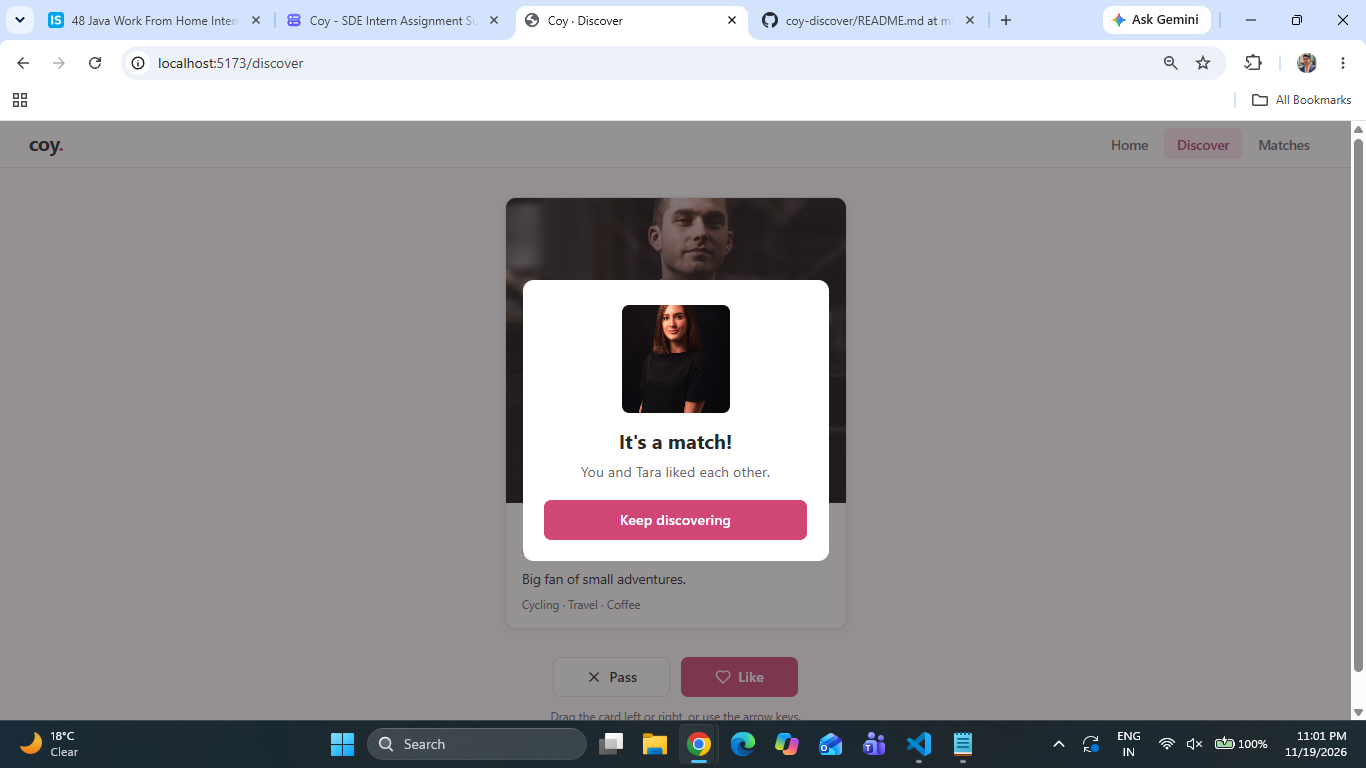 48 Java Work From Home Inter
Coy - SDE Intern Assignment Su
Coy · Discover
coy-discover/README.md at m
Ask Gemini
localhost:5173/discover
All Bookmarks
coy.
Home
Discover
Matches
It's a match!
You and Tara liked each other.
Keep discovering
Big fan of small adventures.
Cycling · Travel · Coffee
Pass
Like
Drag the card left or right, or use the arrow keys.
18°C
Clear
Search
ENG
IN
100%
11:01 PM
11/19/2026